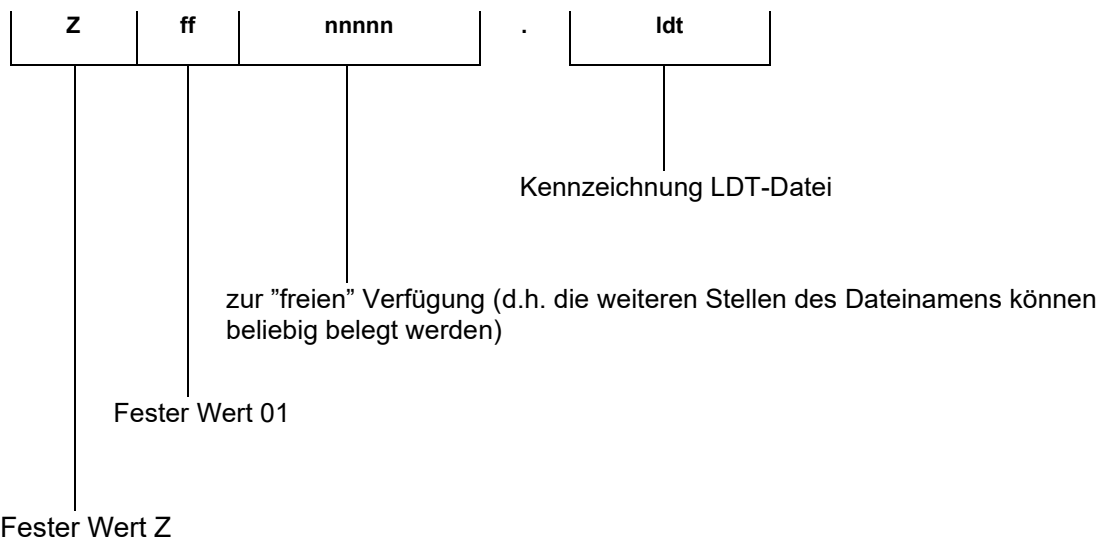 Z ff nnnnn . ldt
Kennzeichnung LDT-Datei
zur ”freien” Verfügung (d.h. die weiteren Stellen des Dateinamens können
beliebig belegt werden)
Fester Wert 01
Fester Wert Z